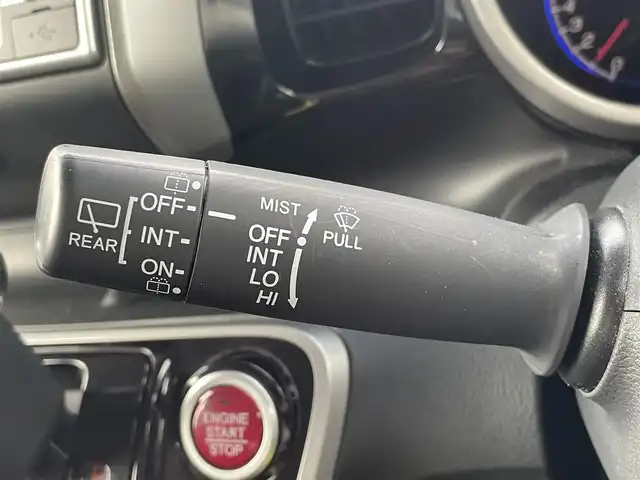 REAR
OFF
INT
ON
MIST
OFF
INT
LO
HI
PULL
ENGINE
START
STOP